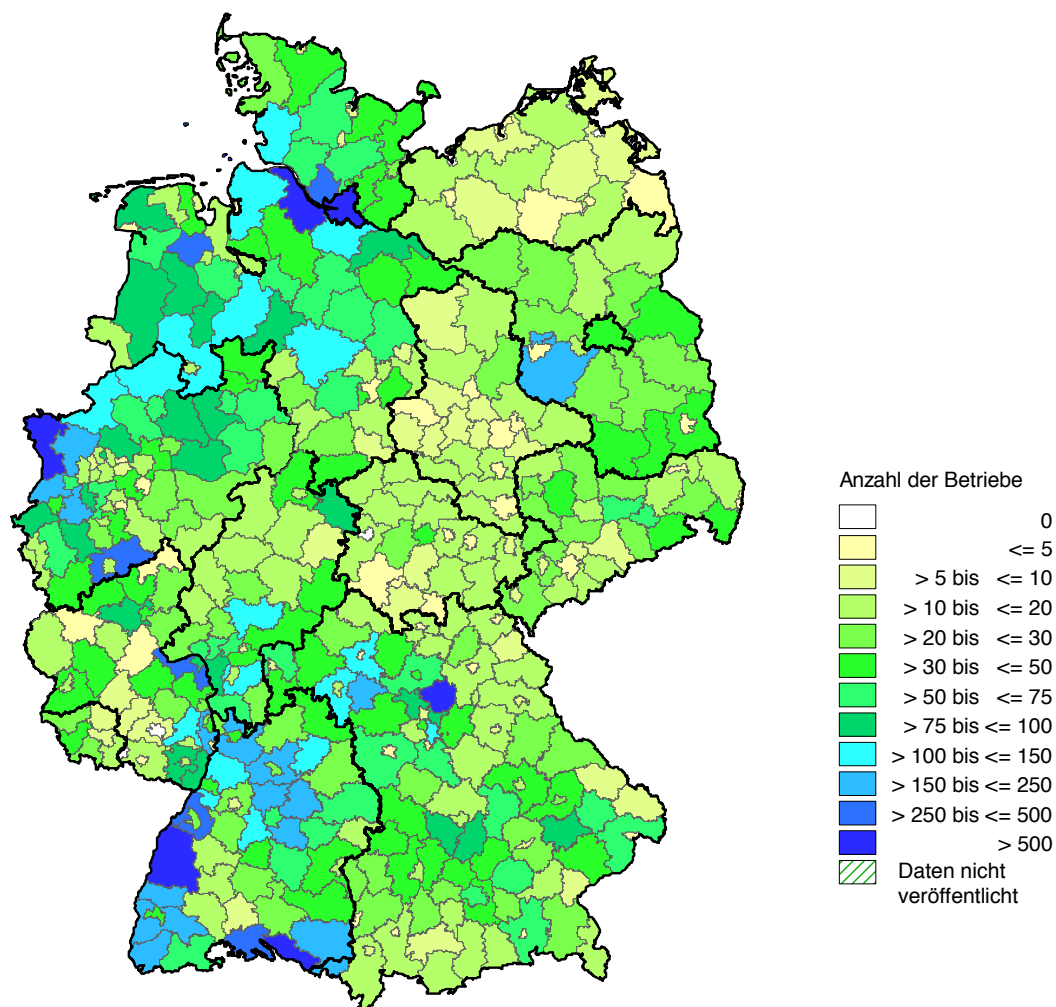 Anzahl der Betriebe
0
<= 5
> 5 bis <= 10
> 10 bis <= 20
> 20 bis <= 30
> 30 bis <= 50
> 50 bis <= 75
> 75 bis <= 100
> 100 bis <= 150
> 150 bis <= 250
> 250 bis <= 500
> 500
Daten nicht
veröffentlicht